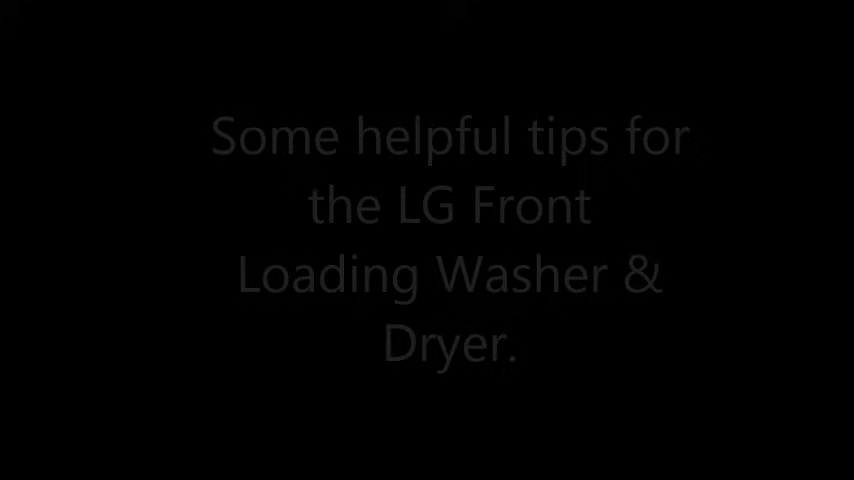 Some helpful tips for
the LG Front
Loading Washer &
Dryer.